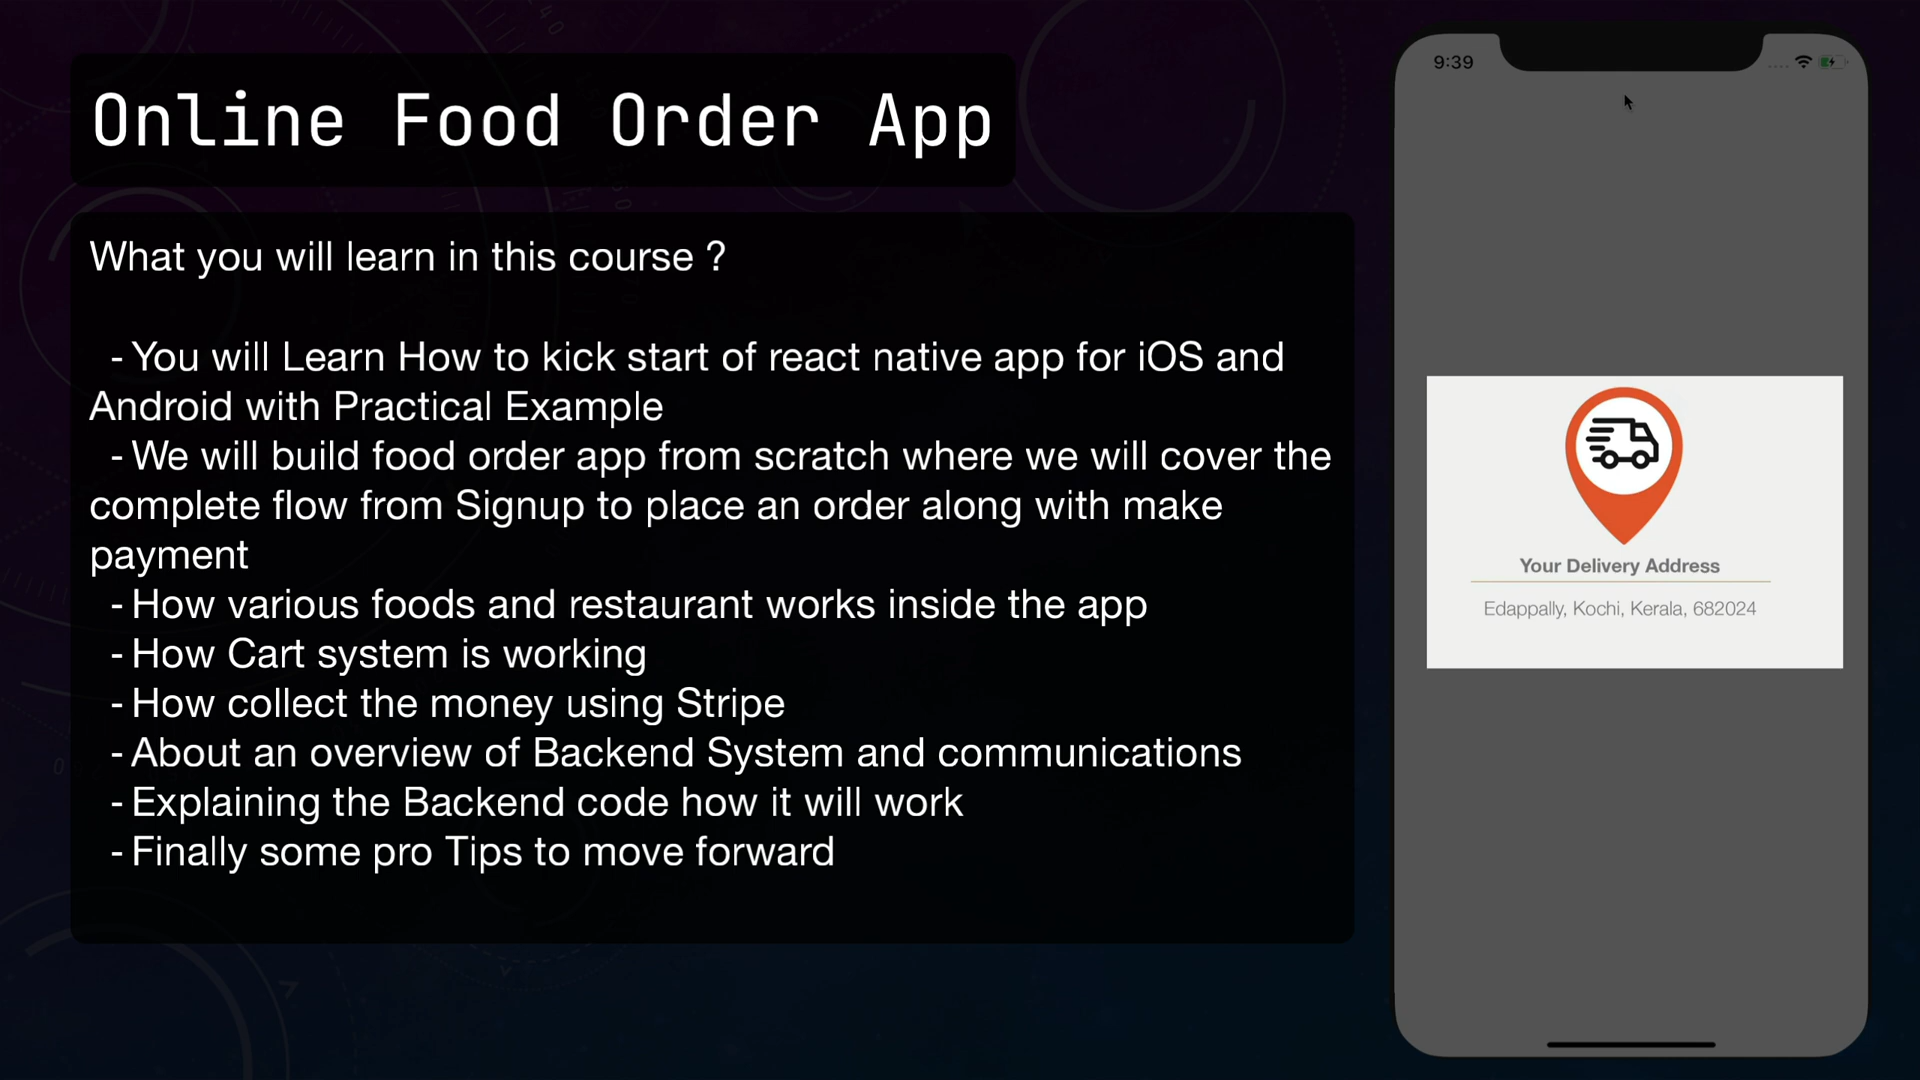 Online Food Order App
What you will learn in this course ?
- You will Learn How to kick start of react native app for iOS and
Android with Practical Example
- We will build food order app from scratch where we will cover the
complete flow from Signup to place an order along with make
payment
- How various foods and restaurant works inside the app
- How Cart system is working
- How collect the money using Stripe
- About an overview of Backend System and communications
- Explaining the Backend code how it will work
- Finally some pro Tips to move forward
9:39
Your Delivery Address
Edappally, Kochi, Kerala, 682024